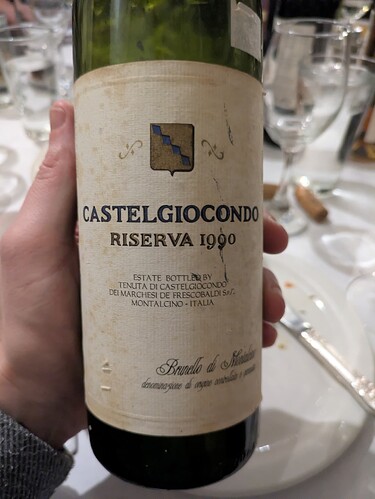 CASTELGIOCONDO
RISERVA 1990
ESTATE BOTTLED BY
TENUTA DI CASTELGIOCONDO
DEI MARCHESI DE' FRESCOBALDI S.r.l.
MONTALCINO - ITALIA
Brunello di Montalcino
denominazione di origine controllata e garantita